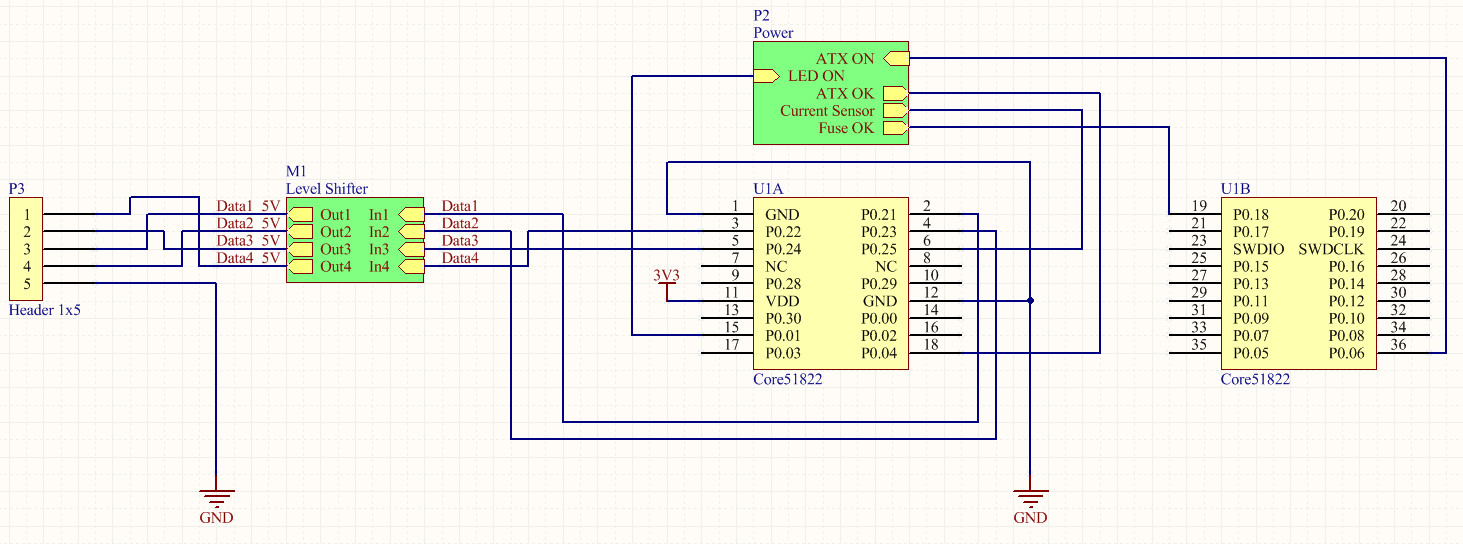 P2
Power
ATX ON
LED ON
ATX OK
Current Sensor
Fuse OK
M1
Level Shifter
P3
1
2
3
4
5
Header 1x5
Data1 5V
Data2 5V
Data3 5V
Data4 5V
Out1 In1
Out2 In2
Out3 In3
Out4 In4
Data1
Data2
Data3
Data4
3V3
U1A
1 GND P0.21 2
3 P0.22 P0.23 4
5 P0.24 P0.25 6
7 NC NC 8
9 P0.28 P0.29 10
11 VDD GND 12
13 P0.30 P0.00 14
15 P0.01 P0.02 16
17 P0.03 P0.04 18
Core51822
U1B
19 P0.18 P0.20 20
21 P0.17 P0.19 22
23 SWDIO SWDCLK 24
25 P0.15 P0.16 26
27 P0.13 P0.14 28
29 P0.11 P0.12 30
31 P0.09 P0.10 32
33 P0.07 P0.08 34
35 P0.05 P0.06 36
Core51822
GND
GND